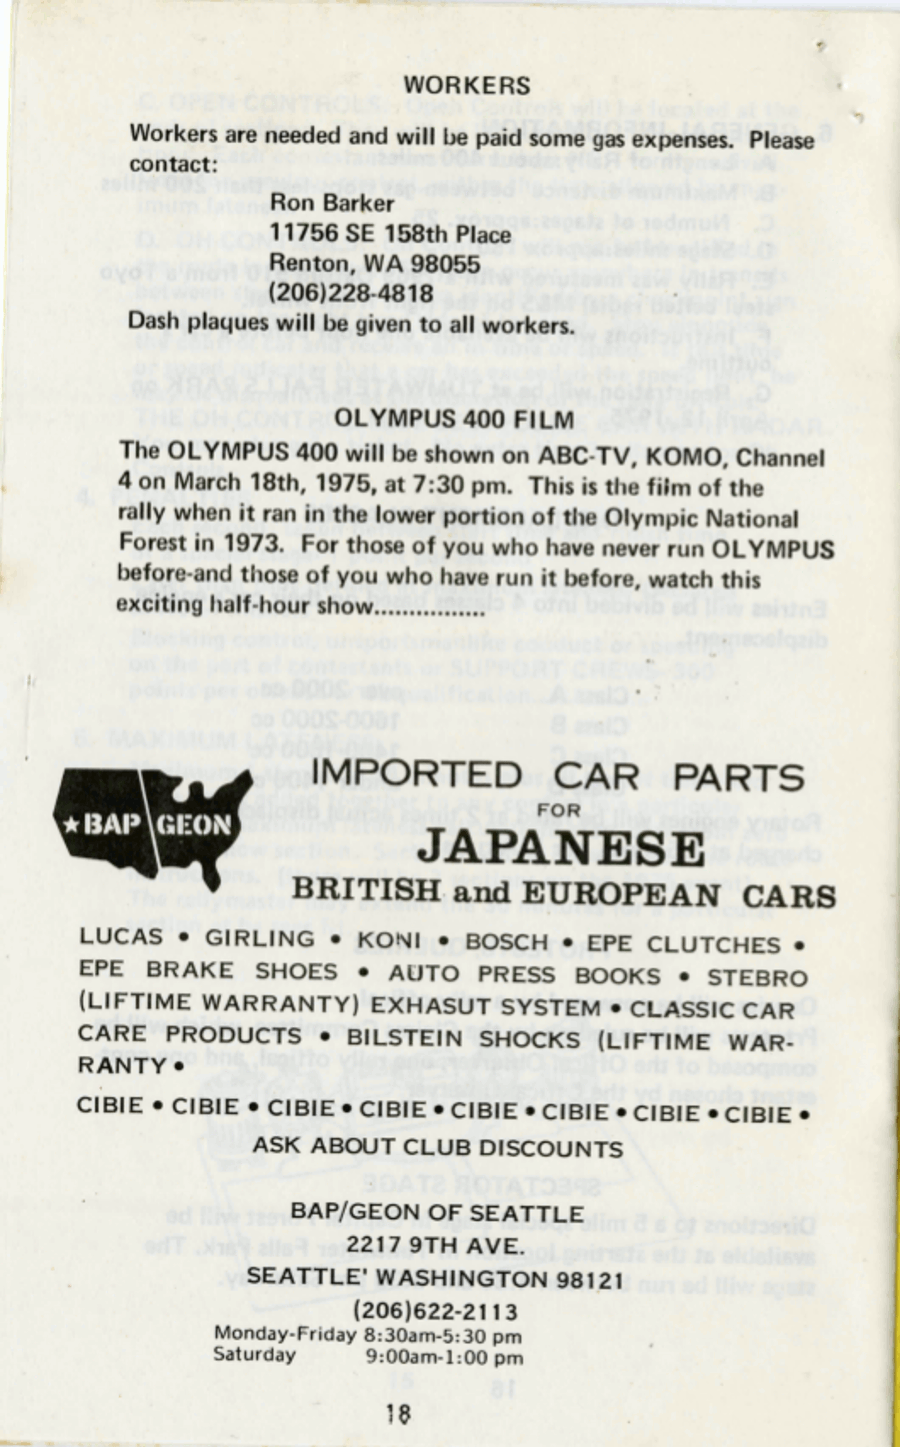 WORKERS
Workers are needed and will be paid some gas expenses. Please
contact:
Ron Barker
11756 SE 158th Place
Renton, WA 98055
(206)228-4818
Dash plaques will be given to all workers.
OLYMPUS 400 FILM
The OLYMPUS 400 will be shown on ABC-TV, KOMO, Channel
4 on March 18th, 1975, at 7:30 pm. This is the film of the
rally when it ran in the lower portion of the Olympic National
Forest in 1973. For those of you who have never run OLYMPUS
before-and those of you who have run it before, watch this
exciting half-hour show................
★BAP GEON
IMPORTED CAR PARTS
FOR
JAPANESE
BRITISH and EUROPEAN CARS
LUCAS • GIRLING • KONI • BOSCH • EPE CLUTCHES •
EPE BRAKE SHOES • AUTO PRESS BOOKS • STEBRO
(LIFTIME WARRANTY) EXHASUT SYSTEM • CLASSIC CAR
CARE PRODUCTS • BILSTEIN SHOCKS (LIFTIME WAR-
RANTY •
CIBIE • CIBIE • CIBIE • CIBIE • CIBIE • CIBIE • CIBIE • CIBIE •
ASK ABOUT CLUB DISCOUNTS
BAP/GEON OF SEATTLE
2217 9TH AVE.
SEATTLE' WASHINGTON 98121
(206)622-2113
Monday-Friday 8:30am-5:30 pm
Saturday 9:00am-1:00 pm
18